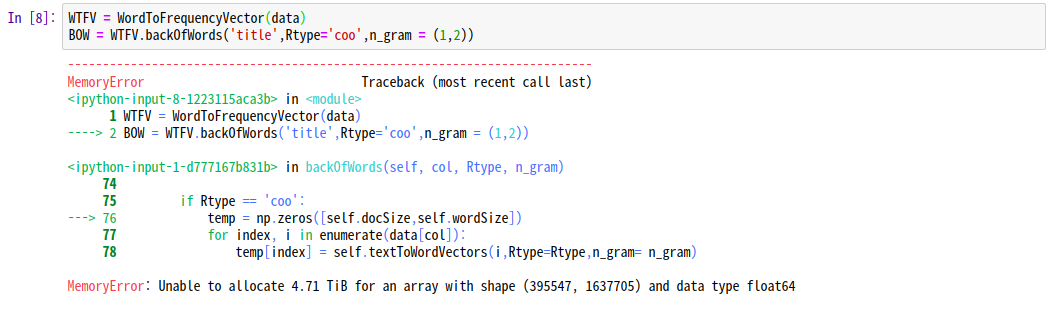 In [8]: WTFV = WordToFrequencyVector(data)
BOW = WTFV.backOfWords('title',Rtype='coo',n_gram = (1,2))
---------------------------------------------------------------------------
MemoryError                               Traceback (most recent call last)
<ipython-input-8-1223115aca3b> in <module>
      1 WTFV = WordToFrequencyVector(data)
----> 2 BOW = WTFV.backOfWords('title',Rtype='coo',n_gram = (1,2))
<ipython-input-1-d777167b831b> in backOfWords(self, col, Rtype, n_gram)
     74
     75         if Rtype == 'coo':
---> 76             temp = np.zeros([self.docSize,self.wordSize])
     77             for index, i in enumerate(data[col]):
     78                 temp[index] = self.textToWordVectors(i,Rtype=Rtype,n_gram= n_gram)
MemoryError: Unable to allocate 4.71 TiB for an array with shape (395547, 1637705) and data type float64